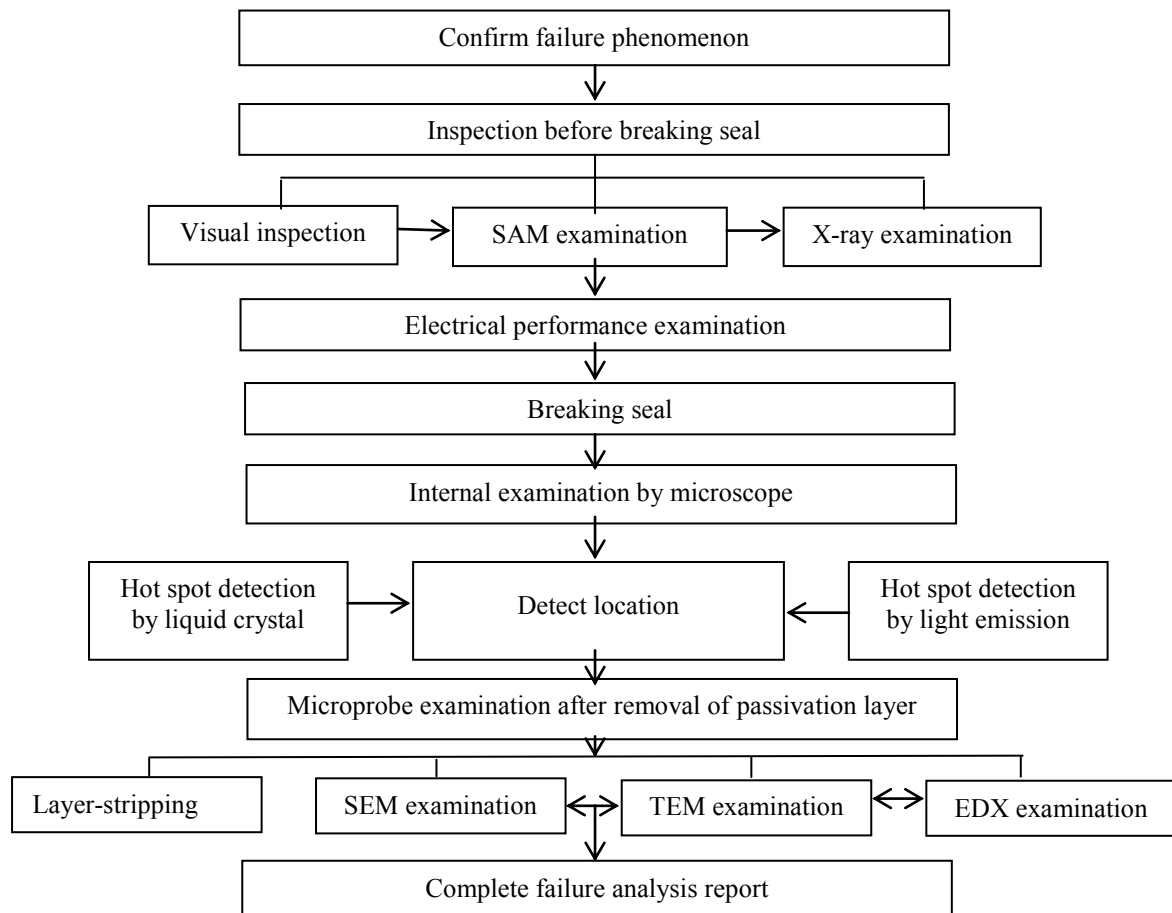 Confirm failure phenomenon
Inspection before breaking seal
Visual inspection
SAM examination
X-ray examination
Electrical performance examination
Breaking seal
Internal examination by microscope
Hot spot detection
by liquid crystal
Detect location
Hot spot detection
by light emission
Microprobe examination after removal of passivation layer
Layer-stripping
SEM examination
TEM examination
EDX examination
Complete failure analysis report